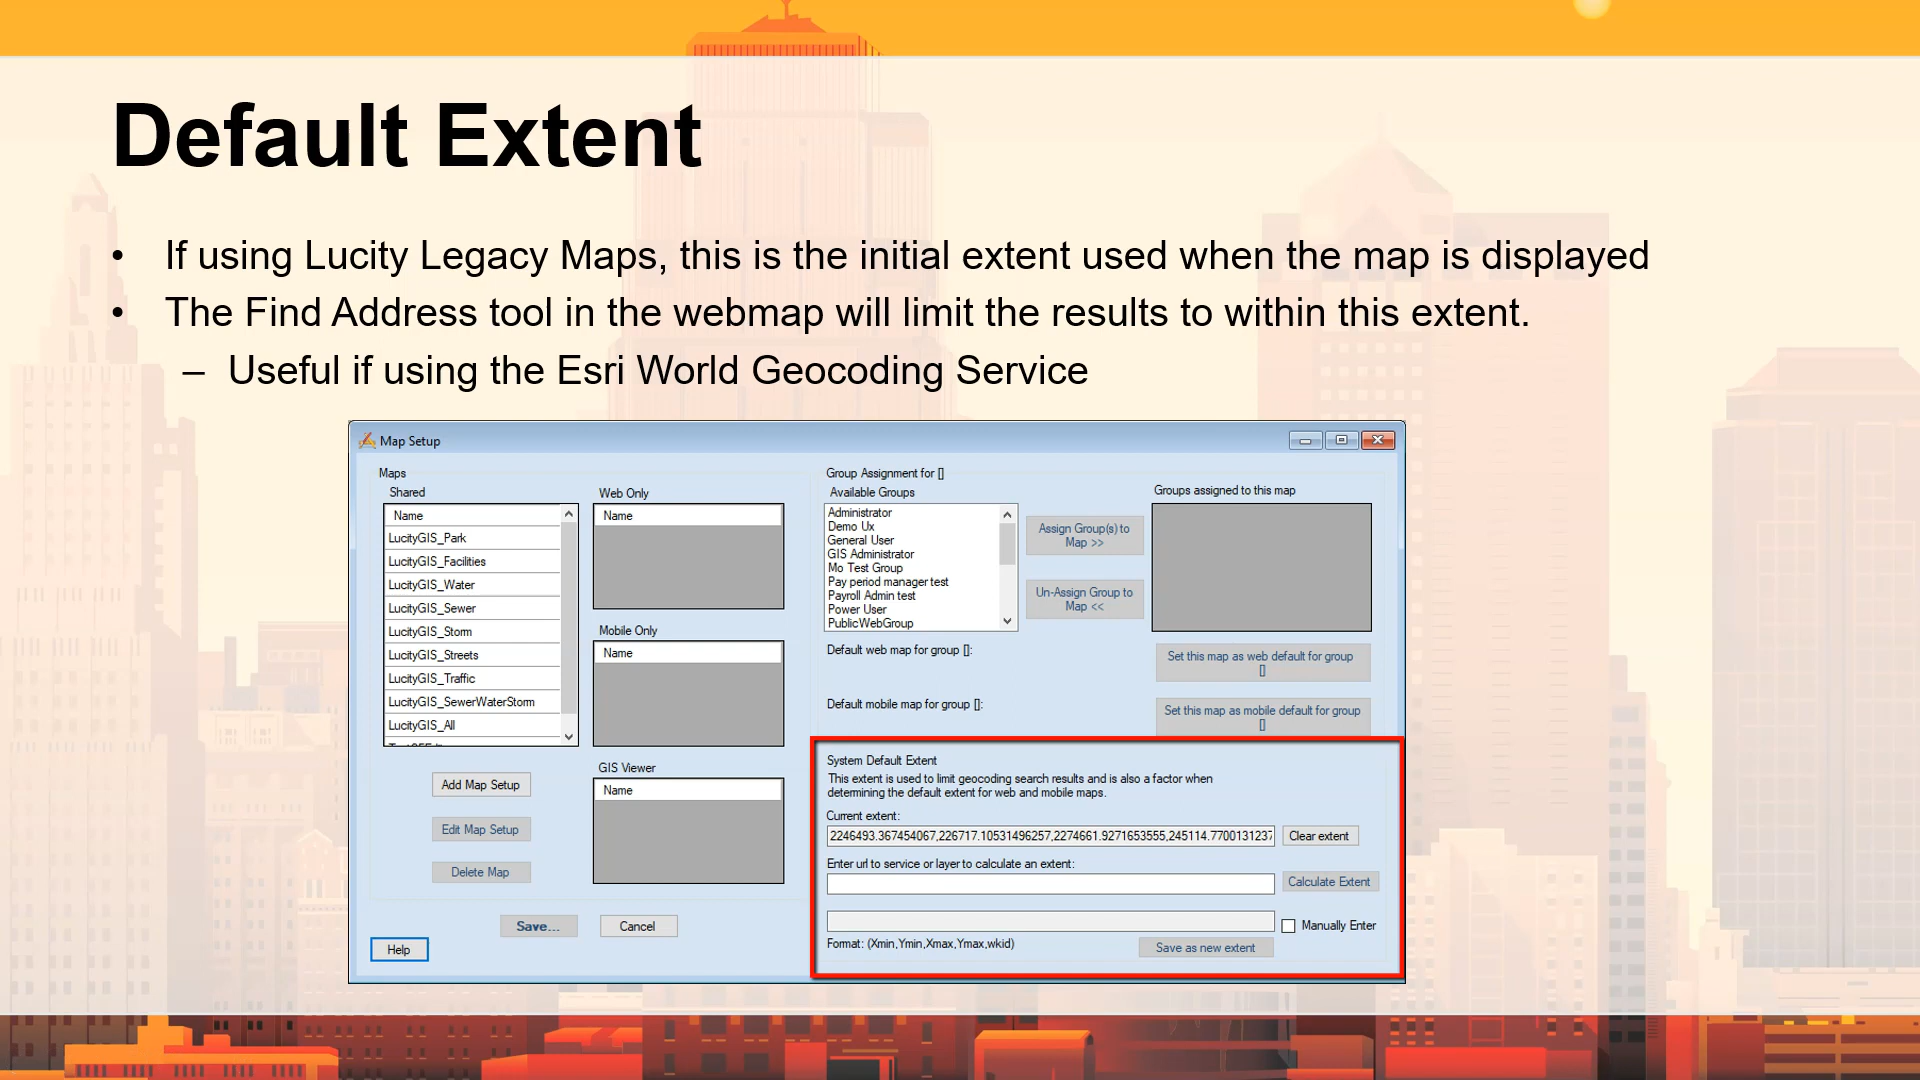 Default Extent
• If using Lucity Legacy Maps, this is the initial extent used when the map is displayed
• The Find Address tool in the webmap will limit the results to within this extent.
– Useful if using the Esri World Geocoding Service
Map Setup
Maps
Shared
Name
LucityGIS_Park
LucityGIS_Facilities
LucityGIS_Water
LucityGIS_Sewer
LucityGIS_Storm
LucityGIS_Streets
LucityGIS_Traffic
LucityGIS_SewerWaterStorm
LucityGIS_All
Add Map Setup
Edit Map Setup
Delete Map
Web Only
Name
Mobile Only
Name
GIS Viewer
Name
Save...
Cancel
Help
Group Assignment for []
Available Groups
Administrator
Demo Ux
General User
GIS Administrator
Mo Test Group
Pay period manager test
Payroll Admin test
Power User
PublicWebGroup
Assign Group(s) to
Map >>
Un-Assign Group to
Map <<
Groups assigned to this map
Default web map for group []:
Set this map as web default for group
[]
Default mobile map for group []:
Set this map as mobile default for group
[]
System Default Extent
This extent is used to limit geocoding search results and is also a factor when
determining the default extent for web and mobile maps.
Current extent:
2246493.367454067,226717.10531496257,2274661.9271653555,245114.7700131237
Clear extent
Enter url to service or layer to calculate an extent:
Calculate Extent
Manually Enter
Format: (Xmin,Ymin,Xmax,Ymax,wkid)
Save as new extent